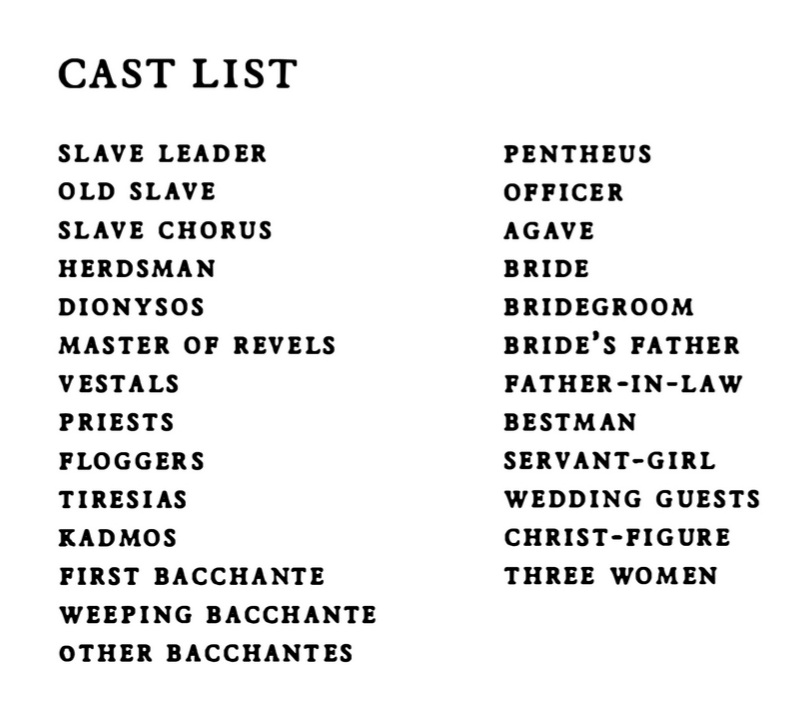 CAST LIST
SLAVE LEADER
OLD SLAVE
SLAVE CHORUS
HERDSMAN
DIONYSOS
MASTER OF REVELS
VESTALS
PRIESTS
FLOGGERS
TIRESIAS
KADMOS
FIRST BACCHANTE
WEEPING BACCHANTE
OTHER BACCHANTES
PENTHEUS
OFFICER
AGAVE
BRIDE
BRIDEGROOM
BRIDE'S FATHER
FATHER-IN-LAW
BESTMAN
SERVANT-GIRL
WEDDING GUESTS
CHRIST-FIGURE
THREE WOMEN